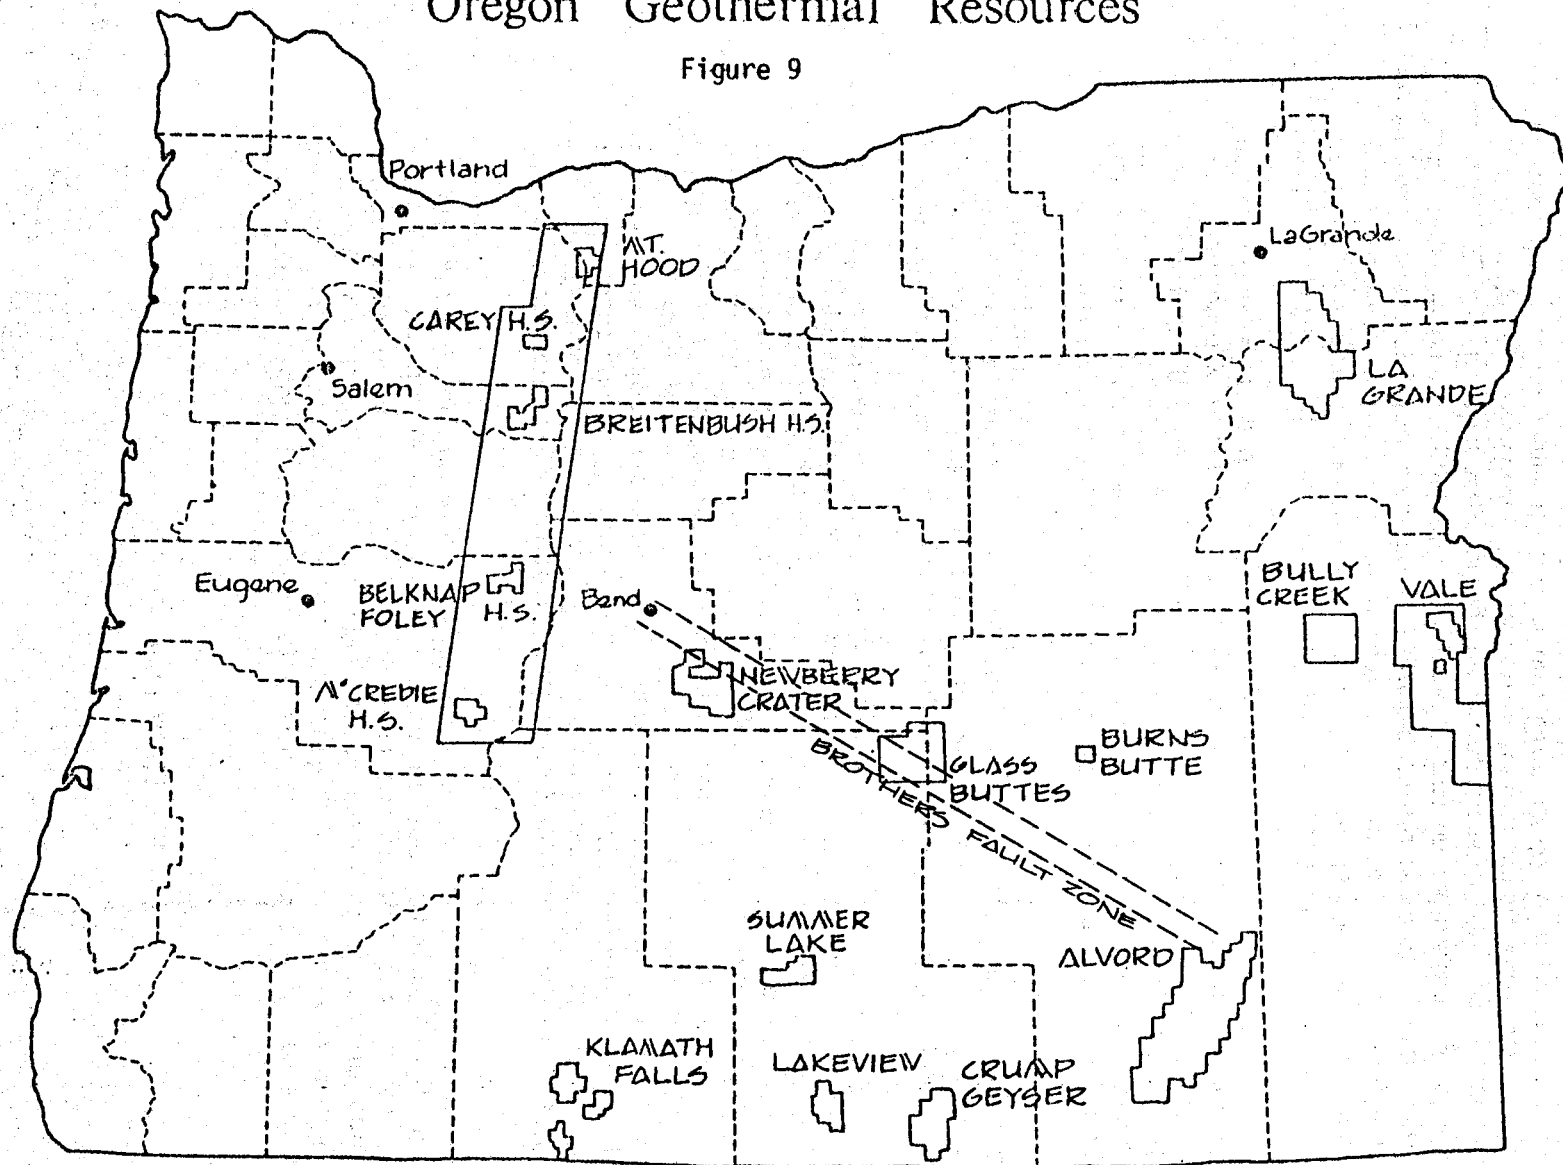 Oregon Geothermal Resources
Figure 9
Portland
MT.
HOOD
LaGrande
CAREY H.S.
Salem
LA
GRANDE
BREITENBUSH H.S.
Eugene
BELKNAP
FOLEY
H.S.
Bend
BULLY
CREEK
VALE
McCREDIE
H.S.
NEWBERRY
CRATER
BROTHERS FAULT ZONE
GLASS
BUTTES
BURNS
BUTTE
SUMMER
LAKE
ALVORD
KLAMATH
FALLS
LAKEVIEW
CRUMP
GEYSER